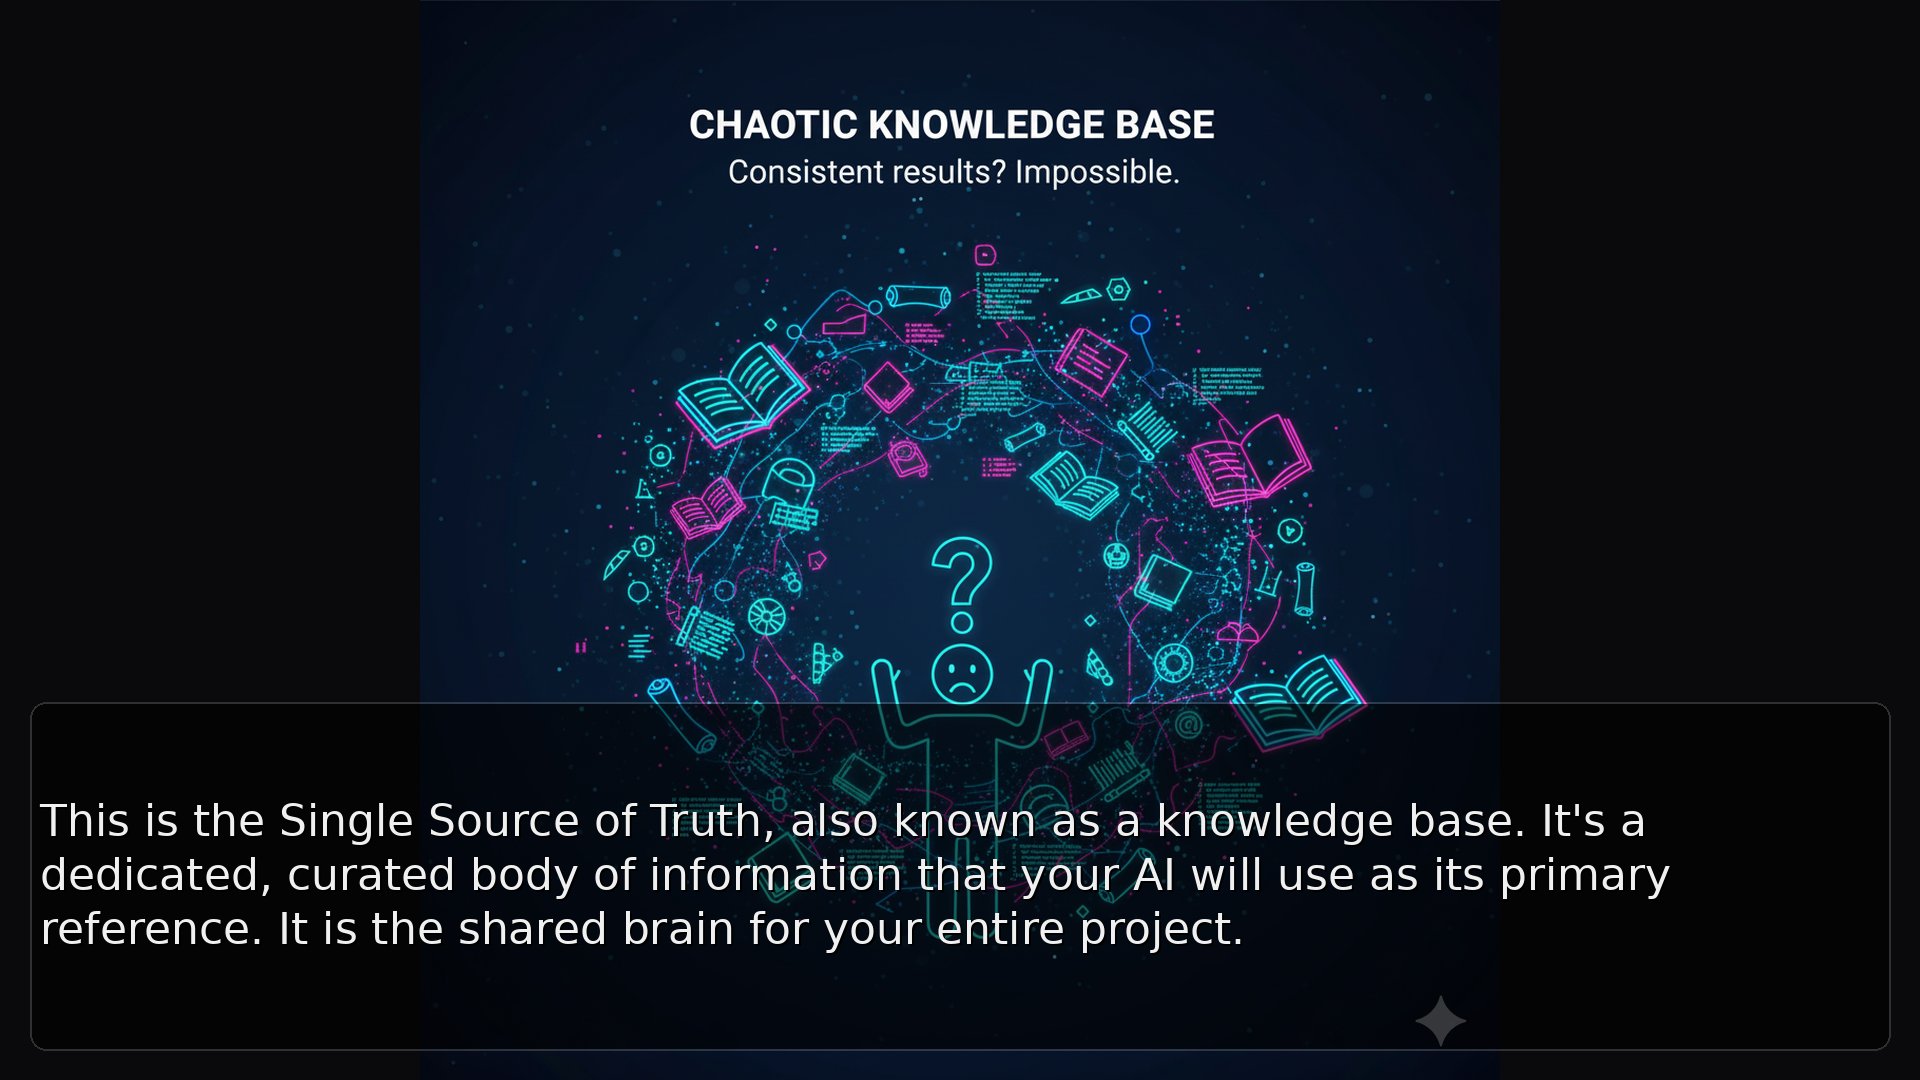 CHAOTIC KNOWLEDGE BASE
Consistent results? Impossible.
?
This is the Single Source of Truth, also known as a knowledge base. It's a
dedicated, curated body of information that your AI will use as its primary
reference. It is the shared brain for your entire project.